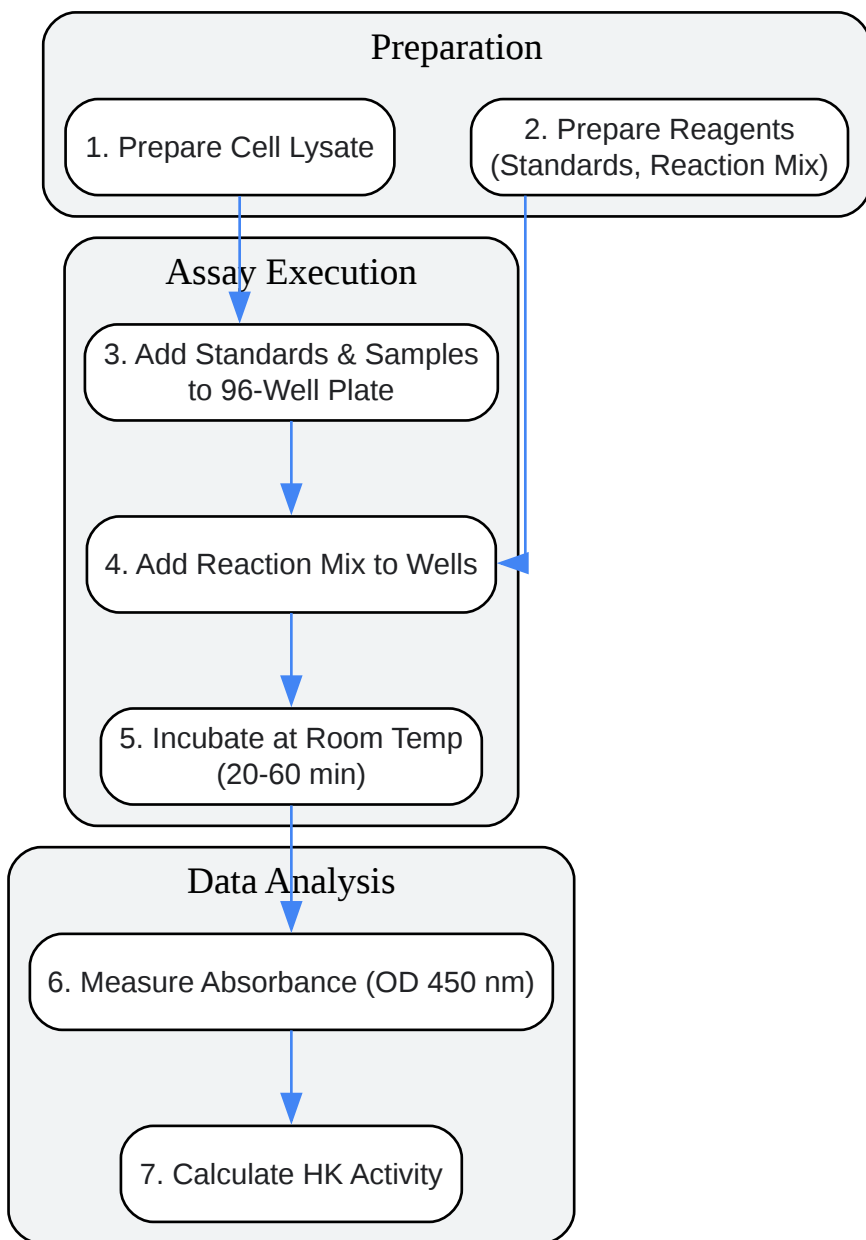 Preparation
1. Prepare Cell Lysate
2. Prepare Reagents
(Standards, Reaction Mix)
Assay Execution
3. Add Standards & Samples
to 96-Well Plate
4. Add Reaction Mix to Wells
5. Incubate at Room Temp
(20-60 min)
Data Analysis
6. Measure Absorbance (OD 450 nm)
7. Calculate HK Activity